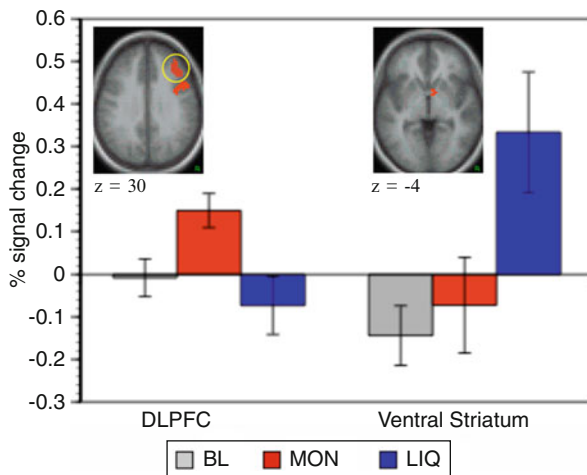 % signal change
0.6
0.5
0.4
0.3
0.2
0.1
0
-0.1
-0.2
-0.3
z = 30
z = -4
DLPFC Ventral Striatum
BL MON LIQ